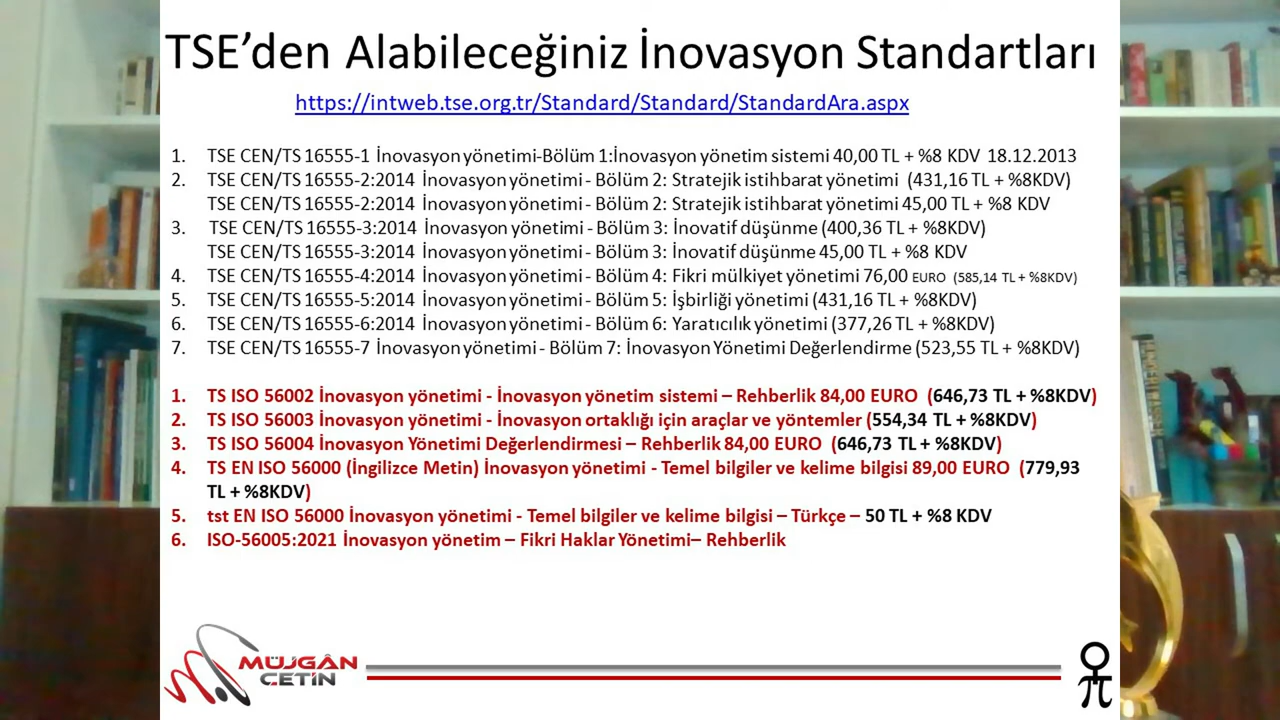 TSE’den Alabileceğiniz İnovasyon Standartları
https://intweb.tse.org.tr/Standard/Standard/StandardAra.aspx
1. TSE CEN/TS 16555-1 İnovasyon yönetimi-Bölüm 1:İnovasyon yönetim sistemi 40,00 TL + %8 KDV 18.12.2013
2. TSE CEN/TS 16555-2:2014 İnovasyon yönetimi - Bölüm 2: Stratejik istihbarat yönetimi (431,16 TL + %8KDV)
TSE CEN/TS 16555-2:2014 İnovasyon yönetimi - Bölüm 2: Stratejik istihbarat yönetimi 45,00 TL + %8 KDV
3. TSE CEN/TS 16555-3:2014 İnovasyon yönetimi - Bölüm 3: İnovatif düşünme (400,36 TL + %8KDV)
TSE CEN/TS 16555-3:2014 İnovasyon yönetimi - Bölüm 3: İnovatif düşünme 45,00 TL + %8 KDV
4. TSE CEN/TS 16555-4:2014 İnovasyon yönetimi - Bölüm 4: Fikri mülkiyet yönetimi 76,00 EURO (585,14 TL + %8KDV)
5. TSE CEN/TS 16555-5:2014 İnovasyon yönetimi - Bölüm 5: İşbirliği yönetimi (431,16 TL + %8KDV)
6. TSE CEN/TS 16555-6:2014 İnovasyon yönetimi - Bölüm 6: Yaratıcılık yönetimi (377,26 TL + %8KDV)
7. TSE CEN/TS 16555-7 İnovasyon yönetimi - Bölüm 7: İnovasyon Yönetimi Değerlendirme (523,55 TL + %8KDV)
1. TS ISO 56002 İnovasyon yönetimi - İnovasyon yönetim sistemi – Rehberlik 84,00 EURO (646,73 TL + %8KDV)
2. TS ISO 56003 İnovasyon yönetimi - İnovasyon ortaklığı için araçlar ve yöntemler (554,34 TL + %8KDV)
3. TS ISO 56004 İnovasyon Yönetimi Değerlendirmesi – Rehberlik 84,00 EURO (646,73 TL + %8KDV)
4. TS EN ISO 56000 (İngilizce Metin) İnovasyon yönetimi - Temel bilgiler ve kelime bilgisi 89,00 EURO (779,93
TL + %8KDV)
5. tst EN ISO 56000 İnovasyon yönetimi - Temel bilgiler ve kelime bilgisi – Türkçe – 50 TL + %8 KDV
6. ISO-56005:2021 İnovasyon yönetim – Fikri Haklar Yönetimi– Rehberlik
MÜJGÂN
ÇETİN